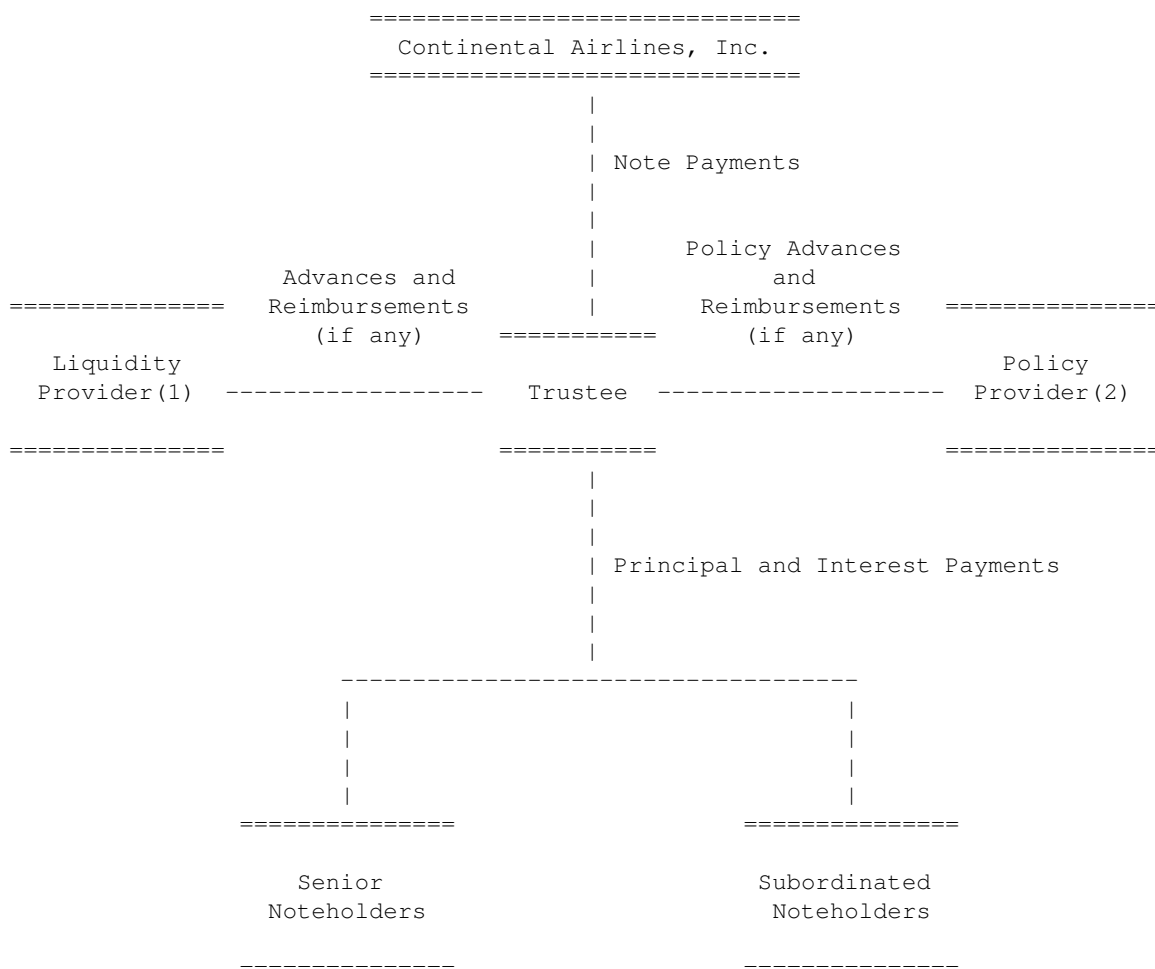 Continental Airlines, Inc.
Note Payments
Policy Advances
Advances and and
Reimbursements Reimbursements
(if any) (if any)
Liquidity Policy
Provider(1) Trustee Provider(2)
Principal and Interest Payments
Senior Subordinated
Noteholders Noteholders